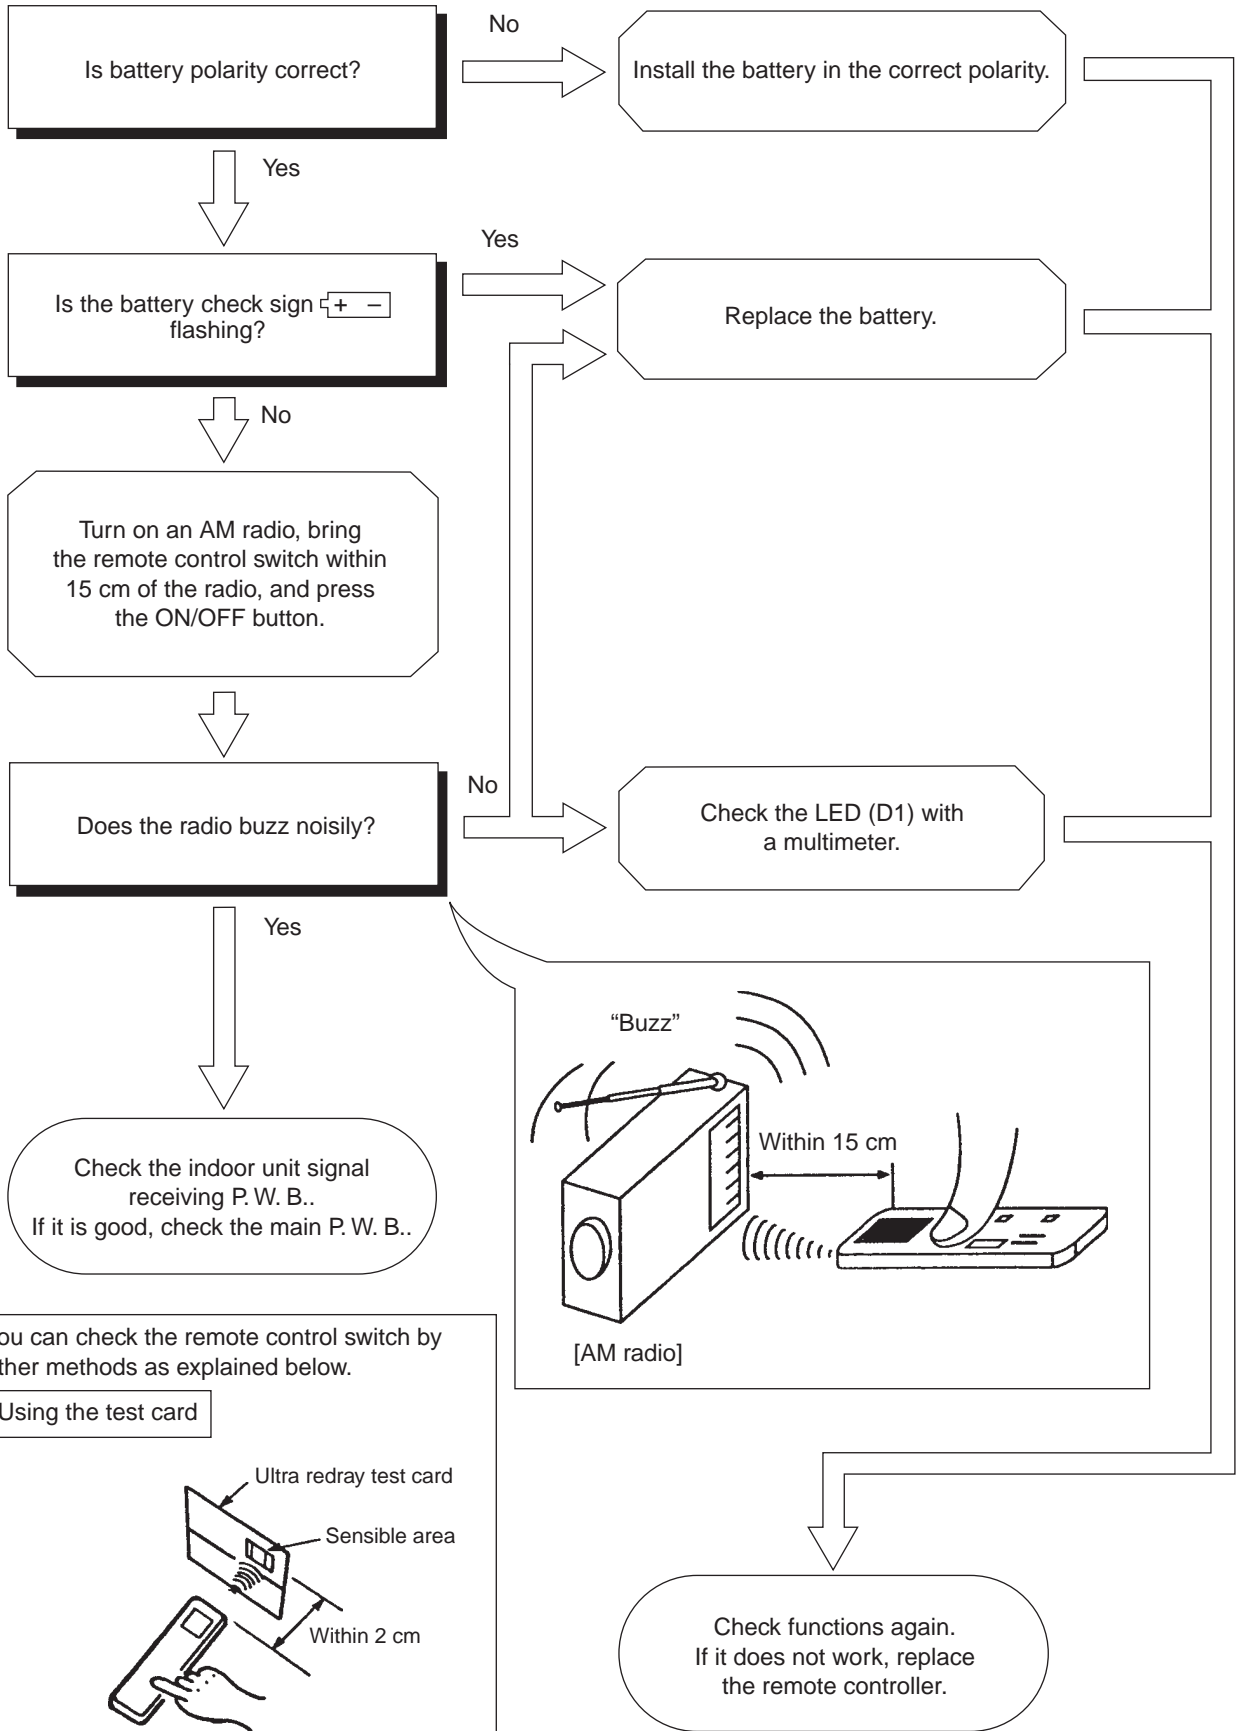 Is battery polarity correct?
No
Install the battery in the correct polarity.
Yes
Is the battery check sign + −
flashing?
Yes
Replace the battery.
No
Turn on an AM radio, bring
the remote control switch within
15 cm of the radio, and press
the ON/OFF button.
Does the radio buzz noisily?
No
Check the LED (D1) with
a multimeter.
Yes
Check the indoor unit signal
receiving P. W. B..
If it is good, check the main P. W. B..
“Buzz”
Within 15 cm
[AM radio]
ou can check the remote control switch by
ther methods as explained below.
Using the test card
Ultra redray test card
Sensible area
Within 2 cm
Check functions again.
If it does not work, replace
the remote controller.